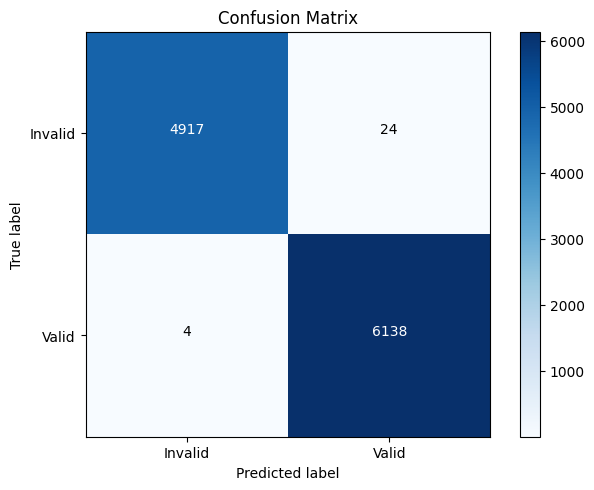 Confusion Matrix
True label
Invalid
4917
24
Valid
4
6138
Invalid
Valid
Predicted label
6000
5000
4000
3000
2000
1000